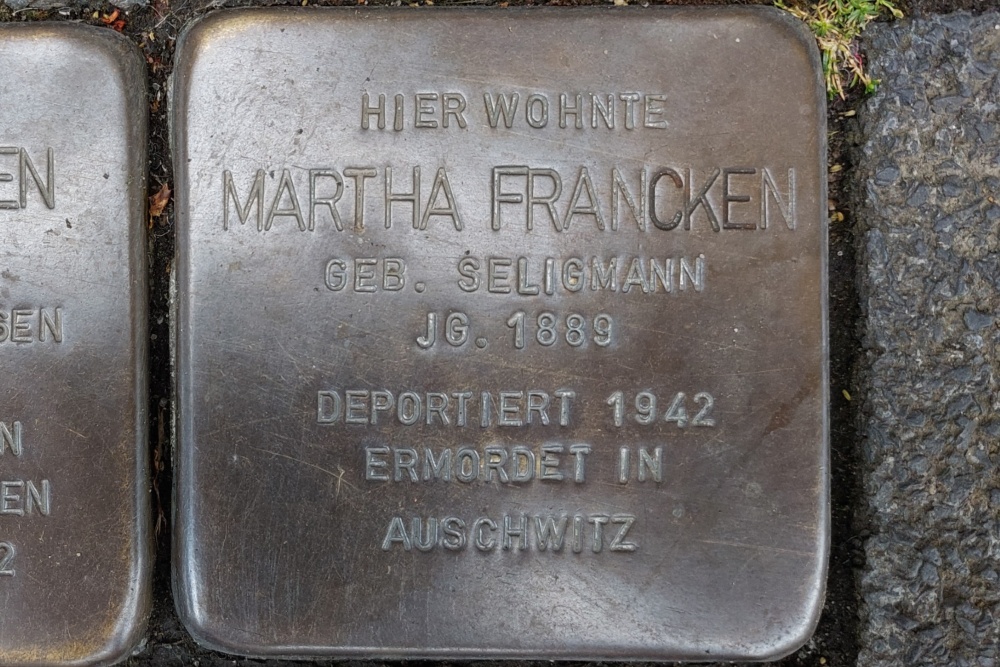 HIER WOHNTE
MARTHA FRANCKEN
GEB. SELIGMANN
JG. 1889
DEPORTIERT 1942
ERMORDET IN
AUSCHWITZ